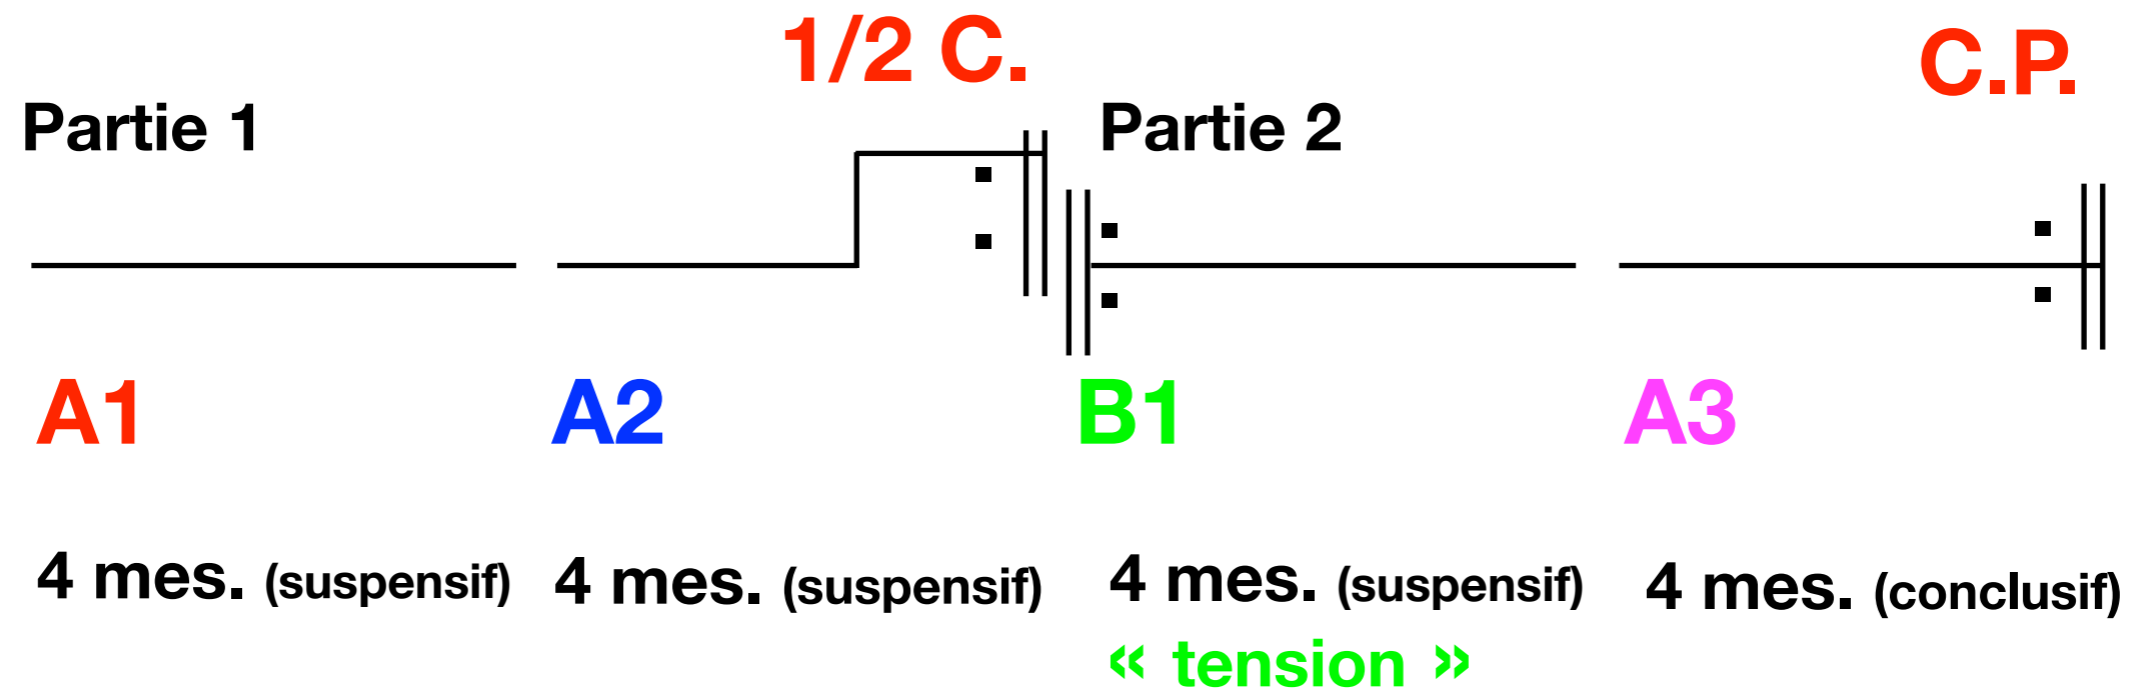 1/2 C.
C.P.
Partie 1
Partie 2
A1
A2
B1
A3
4 mes. (suspensif)
4 mes. (suspensif)
4 mes. (suspensif)
4 mes. (conclusif)
« tension »